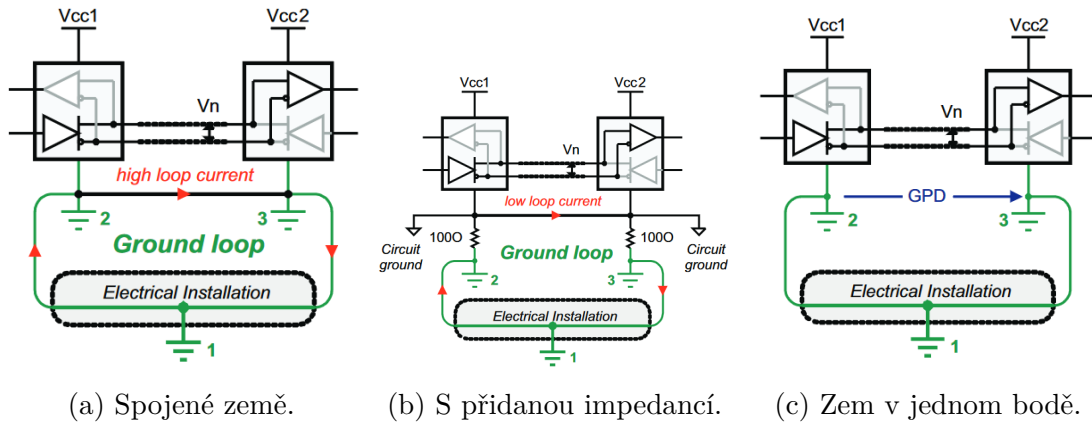 Vcc1
Vcc2
Vn
high loop current
2
3
Ground loop
Electrical Installation
1
(a) Spojené země.
Vcc1
Vcc2
Vn
low loop current
Circuit
ground
100O
100O
Circuit
ground
Ground loop
2
3
Electrical Installation
1
(b) S přidanou impedancí.
Vcc1
Vcc2
Vn
GPD
2
3
Electrical Installation
1
(c) Zem v jednom bodě.